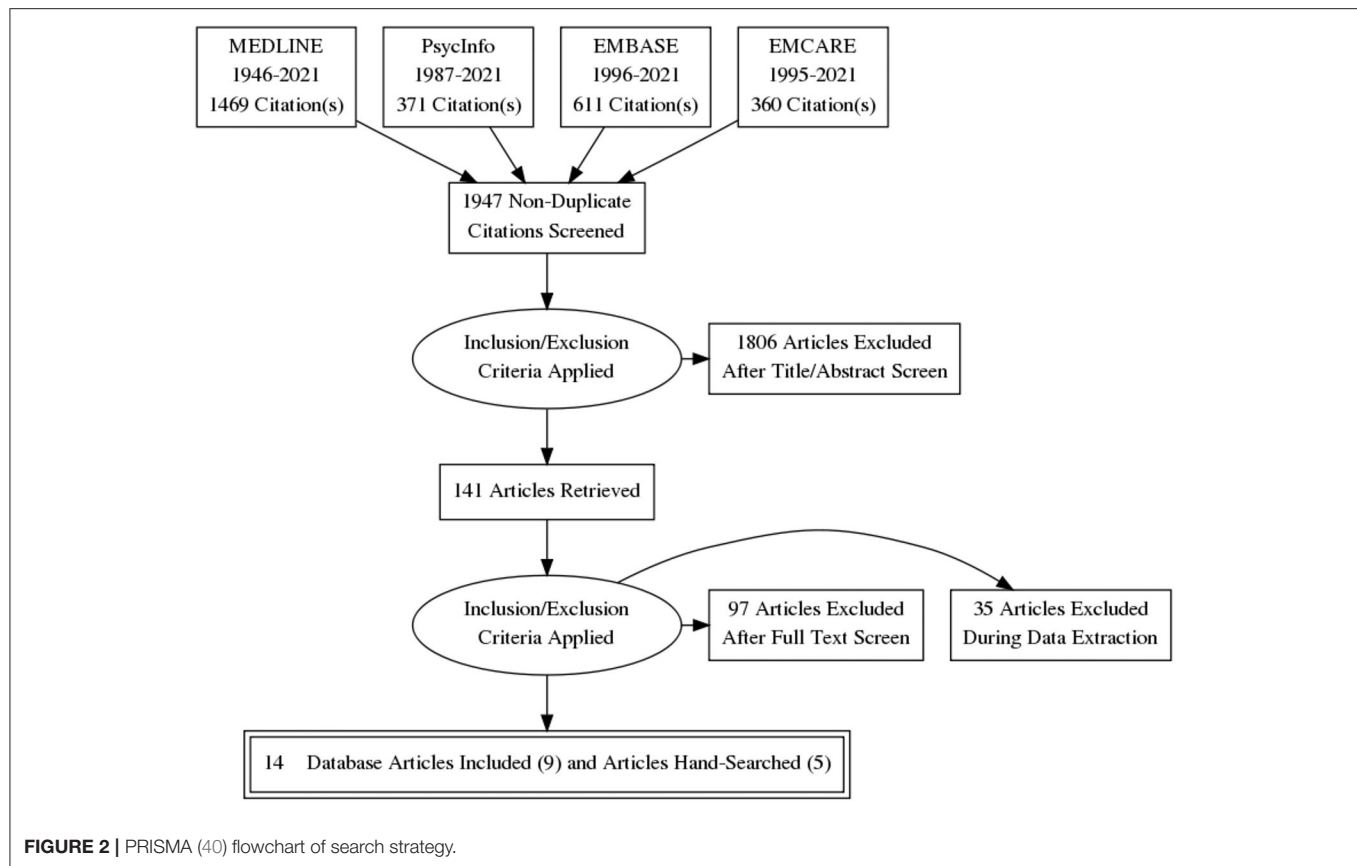 MEDLINE
1946-2021
1469 Citation(s)
PsycInfo
1987-2021
371 Citation(s)
EMBASE
1996-2021
611 Citation(s)
EMCARE
1995-2021
360 Citation(s)
1947 Non-Duplicate
Citations Screened
Inclusion/Exclusion
Criteria Applied
1806 Articles Excluded
After Title/Abstract Screen
141 Articles Retrieved
Inclusion/Exclusion
Criteria Applied
97 Articles Excluded
After Full Text Screen
35 Articles Excluded
During Data Extraction
14 Database Articles Included (9) and Articles Hand-Searched (5)
FIGURE 2 | PRISMA (40) flowchart of search strategy.